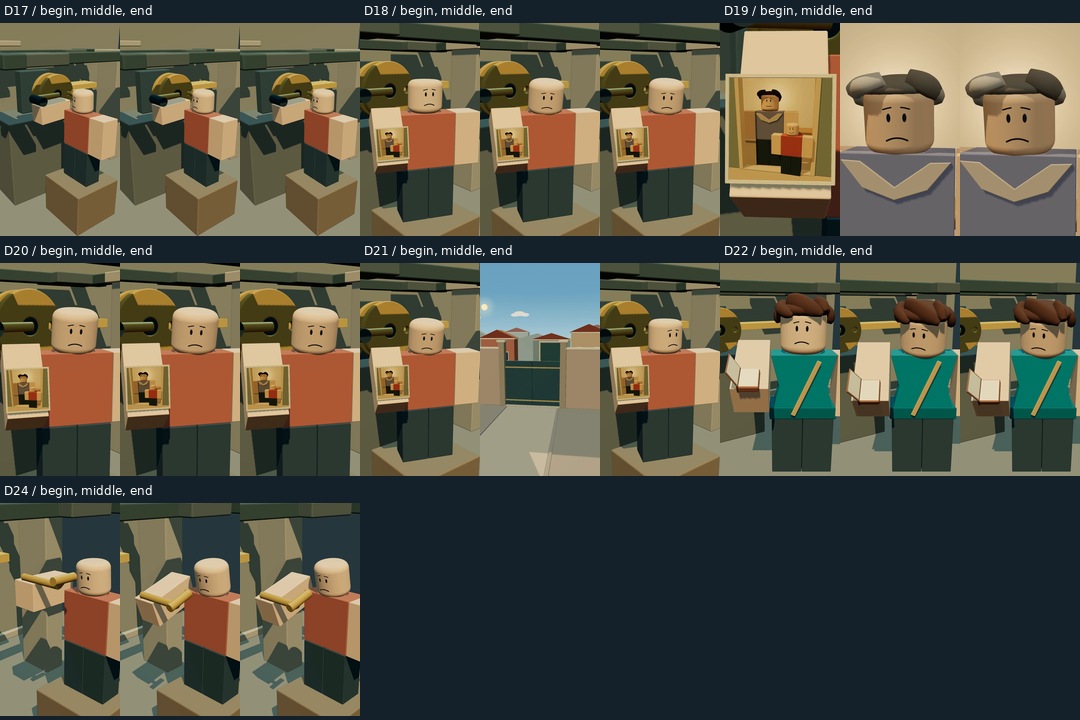 D17 / begin, middle, end
D18 / begin, middle, end
D19 / begin, middle, end
D20 / begin, middle, end
D21 / begin, middle, end
D22 / begin, middle, end
D24 / begin, middle, end